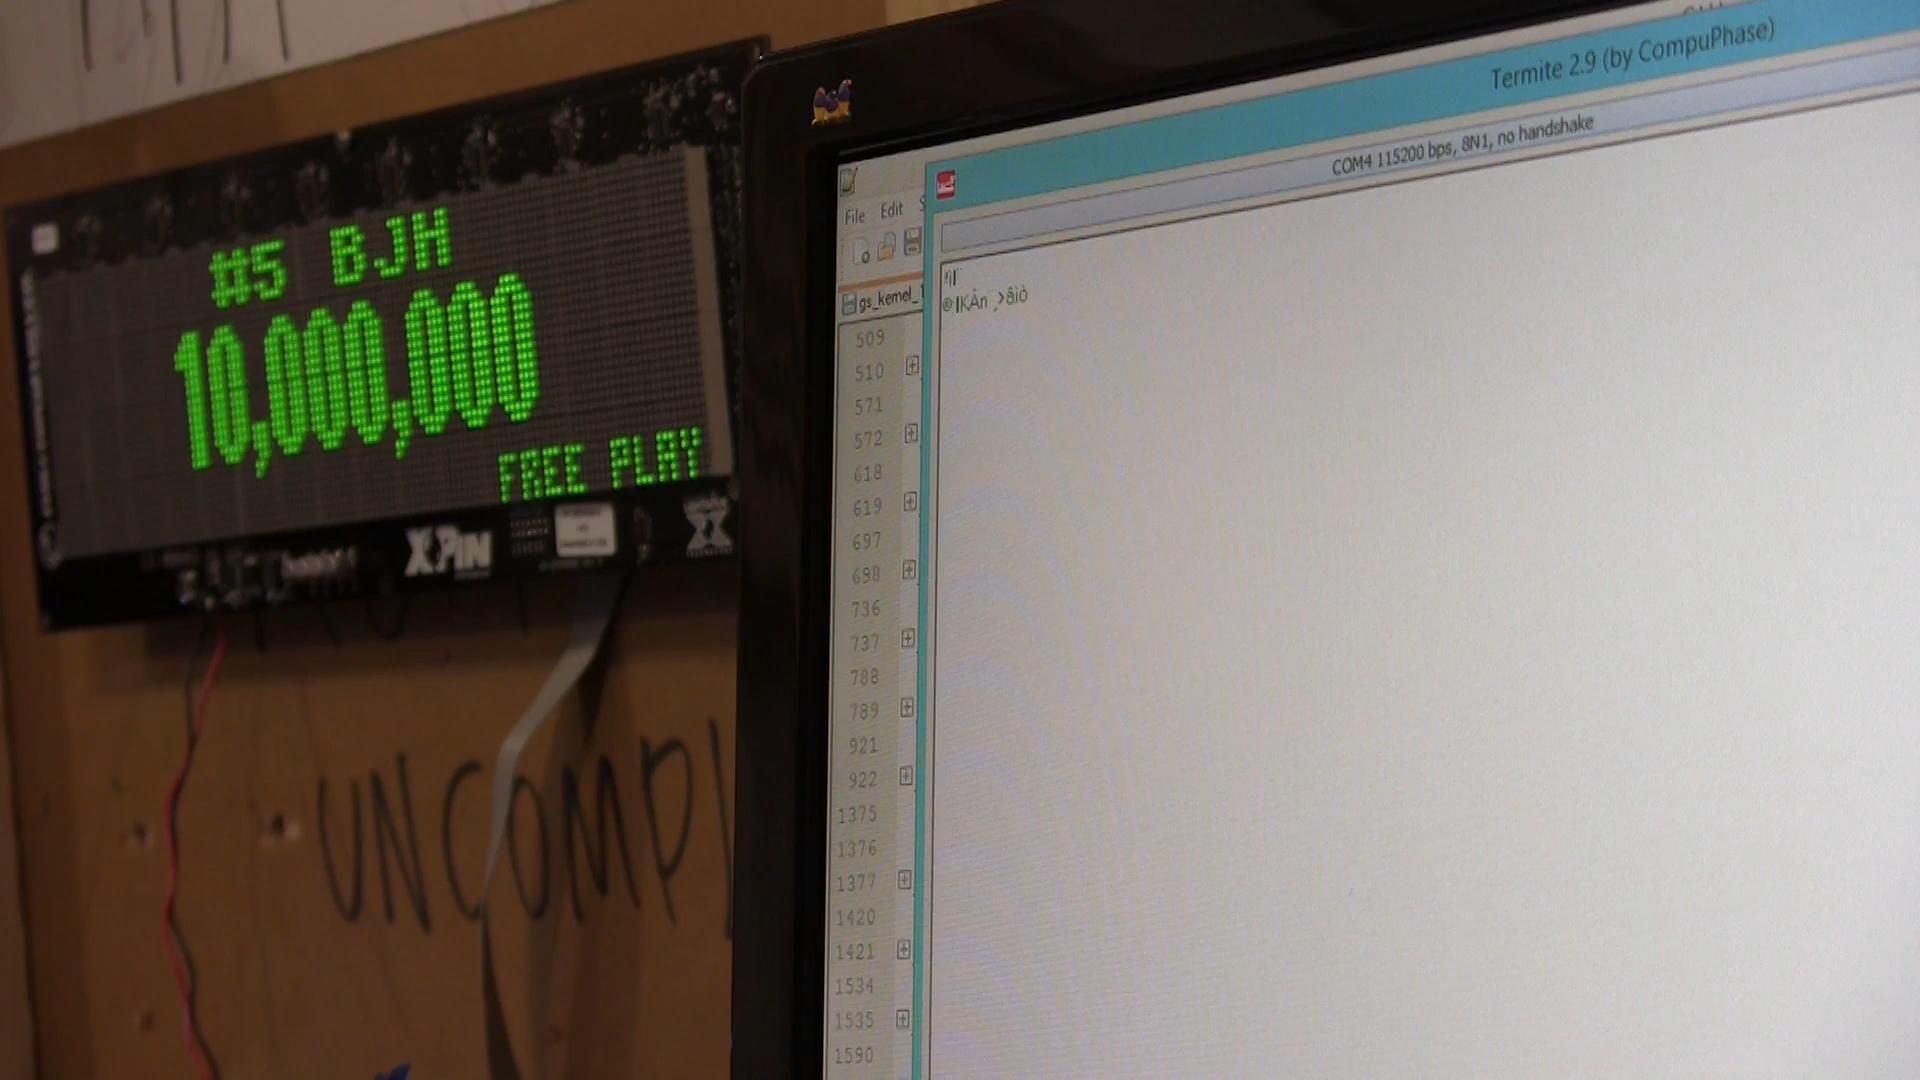 #5 BJH
10,000,000
FREE PLAY
XPIN
UNCOMPL
Termite 2.9 (by CompuPhase)
COM4 115200 bps, 8N1, no handshake
File Edit
gs_kernel_1
509
510
571
572
618
619
697
698
736
737
788
789
921
922
1375
1376
1377
1420
1421
1534
1535
1590